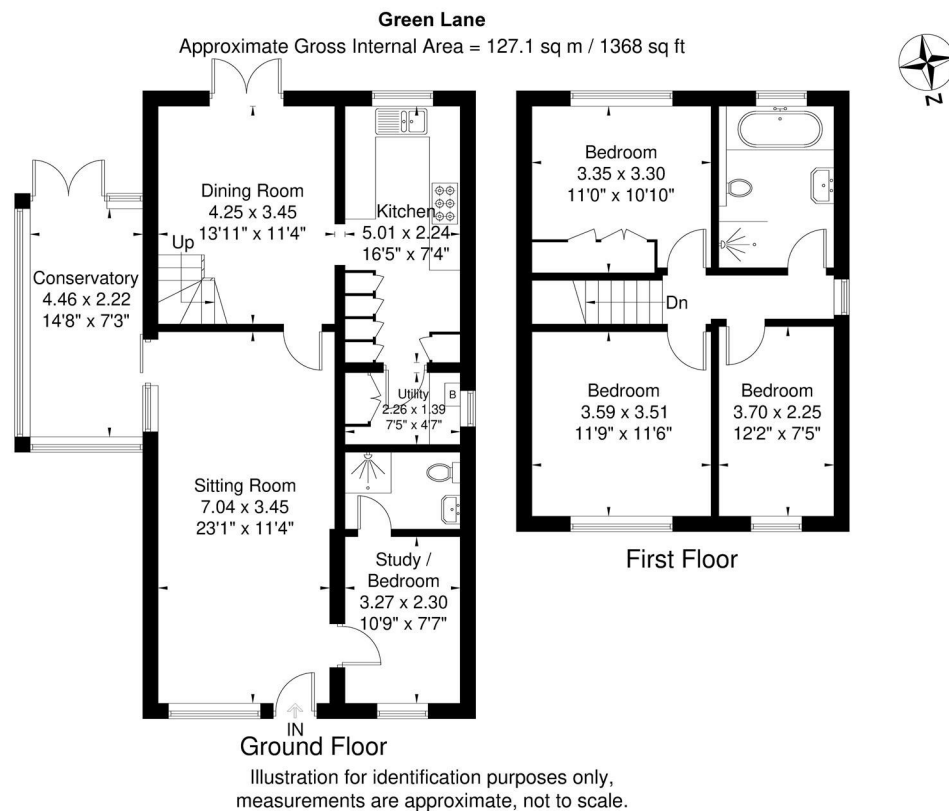 Green Lane
Approximate Gross Internal Area = 127.1 sq m / 1368 sq ft
Z
Dining Room
4.25 x 3.45
13'11" x 11'4"
Up
Kitchen
5.01 x 2.24
16'5" x 7'4"
Conservatory
4.46 x 2.22
14'8" x 7'3"
Utility
2.26 x 1.39
7'5" x 4'7"
B
Sitting Room
7.04 x 3.45
23'1" x 11'4"
Study /
Bedroom
3.27 x 2.30
10'9" x 7'7"
IN
Ground Floor
Bedroom
3.35 x 3.30
11'0" x 10'10"
Dn
Bedroom
3.59 x 3.51
11'9" x 11'6"
Bedroom
3.70 x 2.25
12'2" x 7'5"
First Floor
Illustration for identification purposes only,
measurements are approximate, not to scale.